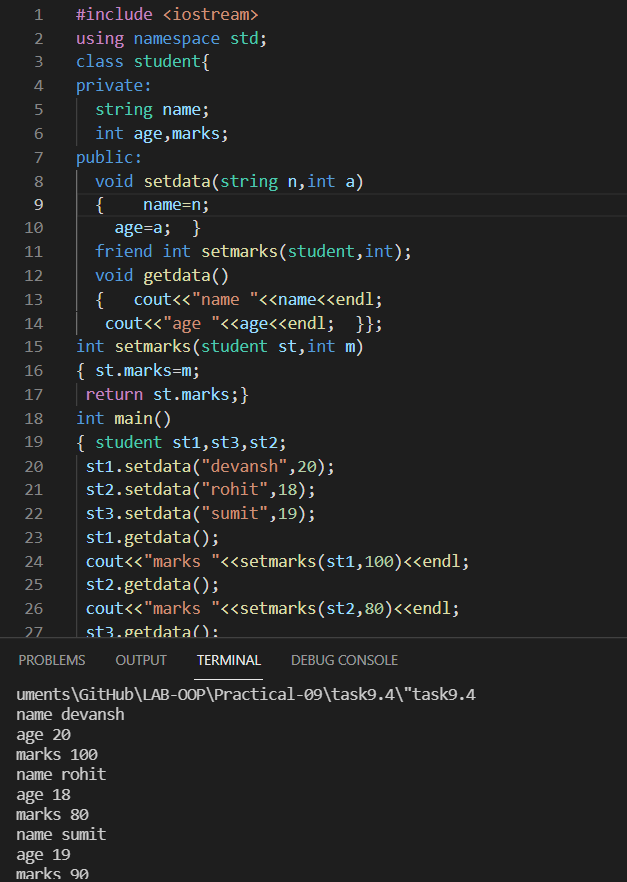 1 #include <iostream>
2 using namespace std;
3 class student{
4 private:
5 string name;
6 int age,marks;
7 public:
8 void setdata(string n,int a)
9 { name=n;
10 age=a; }
11 friend int setmarks(student,int);
12 void getdata()
13 { cout<<"name "<<name<<endl;
14 cout<<"age "<<age<<endl; }};
15 int setmarks(student st,int m)
16 { st.marks=m;
17 return st.marks;}
18 int main()
19 { student st1,st3,st2;
20 st1.setdata("devansh",20);
21 st2.setdata("rohit",18);
22 st3.setdata("sumit",19);
23 st1.getdata();
24 cout<<"marks "<<setmarks(st1,100)<<endl;
25 st2.getdata();
26 cout<<"marks "<<setmarks(st2,80)<<endl;
27 st3.getdata();
PROBLEMS OUTPUT TERMINAL DEBUG CONSOLE
uments\GitHub\LAB-OOP\Practical-09\task9.4\"task9.4
name devansh
age 20
marks 100
name rohit
age 18
marks 80
name sumit
age 19
marks 90